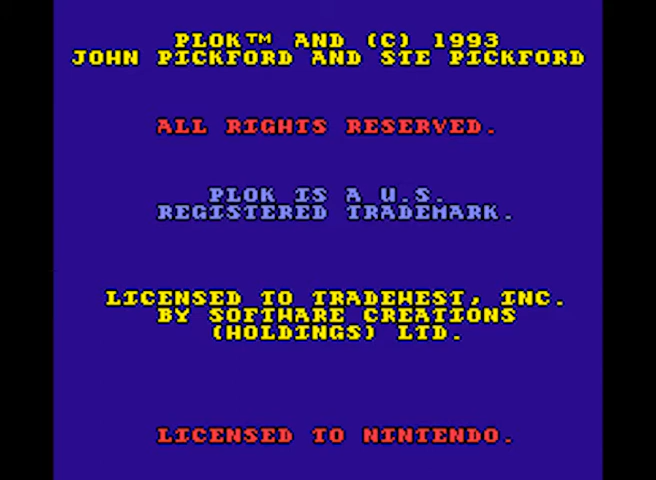 PLOK™ AND (C) 1993
JOHN PICKFORD AND STE PICKFORD
ALL RIGHTS RESERVED.
PLOK IS A U.S.
REGISTERED TRADEMARK.
LICENSED TO TRADEWEST, INC.
BY SOFTWARE CREATIONS
(HOLDINGS) LTD.
LICENSED TO NINTENDO.